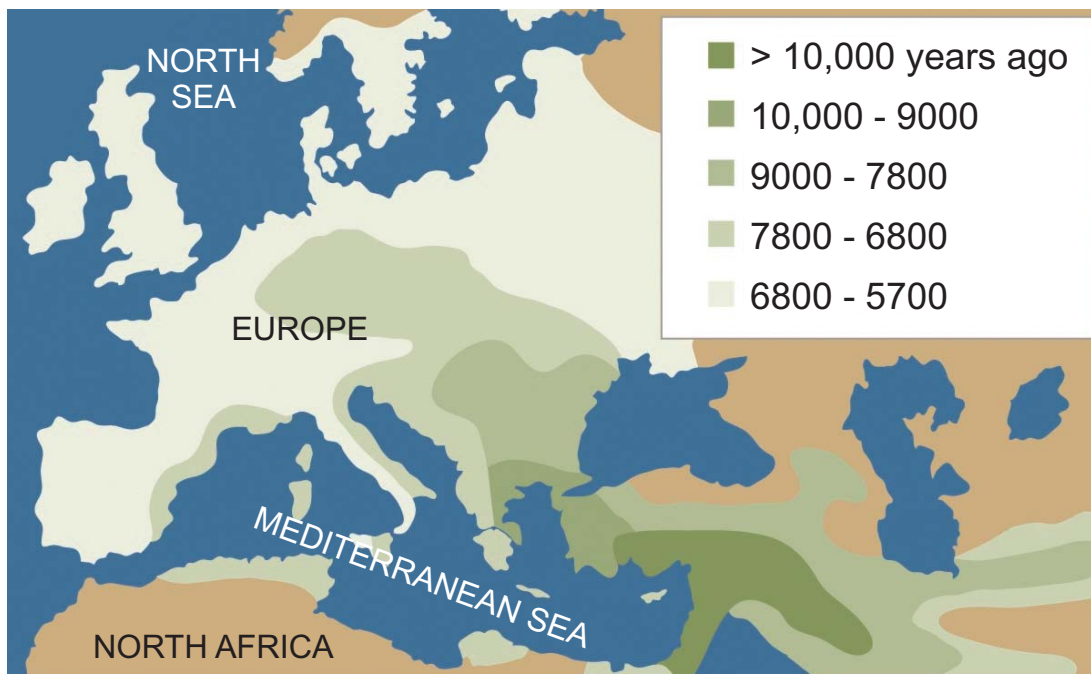 NORTH
SEA
> 10,000 years ago
10,000 - 9000
9000 - 7800
7800 - 6800
6800 - 5700
EUROPE
MEDITERRANEAN SEA
NORTH AFRICA